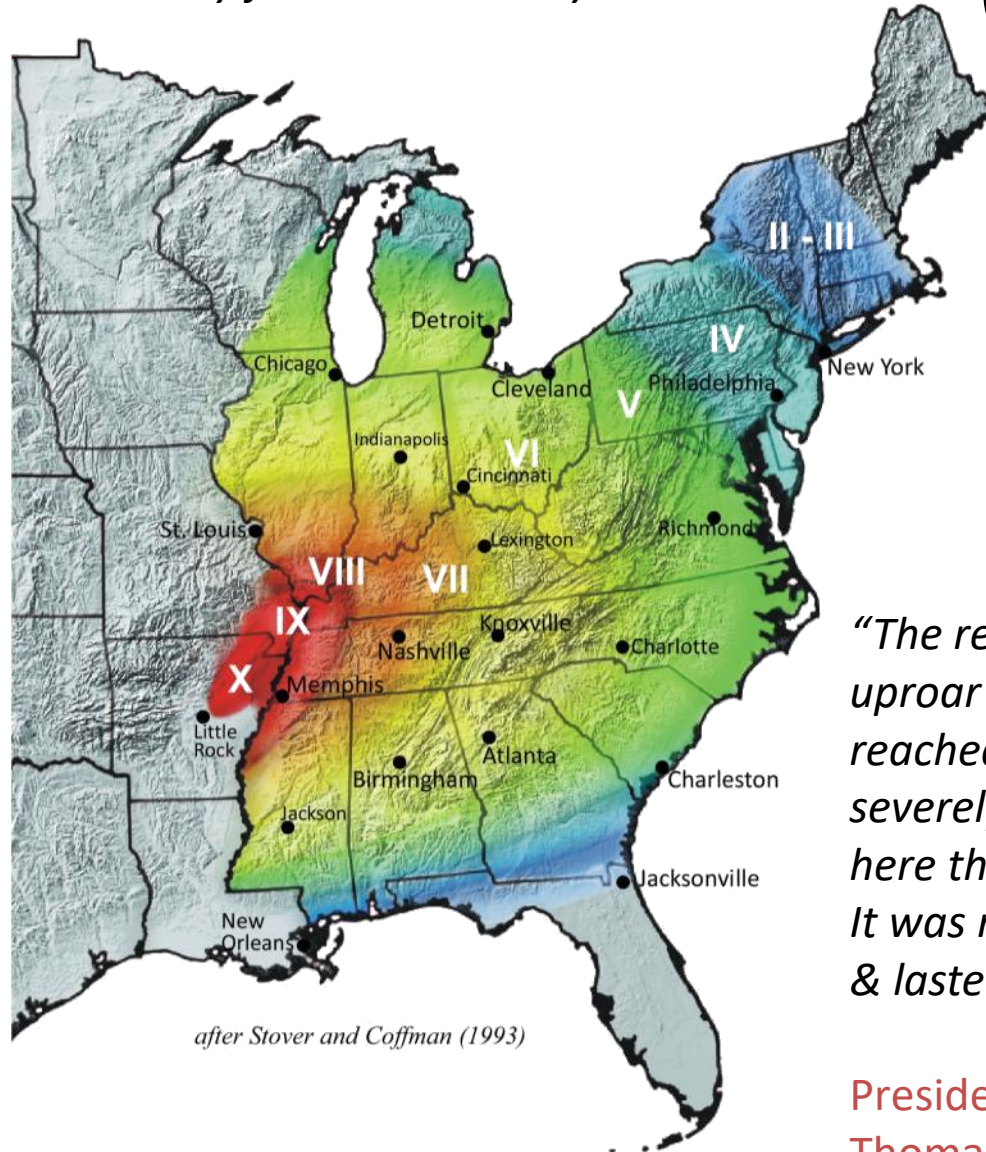 II - III
IV
Detroit
New York
Chicago
Cleveland
Philadelphia
V
Indianapolis
VI
Cincinnati
St. Louis
Richmond
Lexington
VIII
VII
IX
Knoxville
Nashville
Charlotte
X
Memphis
Little
Rock
Atlanta
Birmingham
Charleston
Jackson
Jacksonville
New
Orleans
after Stover and Coffman (1993)
“The re
uproar
reached
severely
here th
It was
& laste
Preside
Thoma